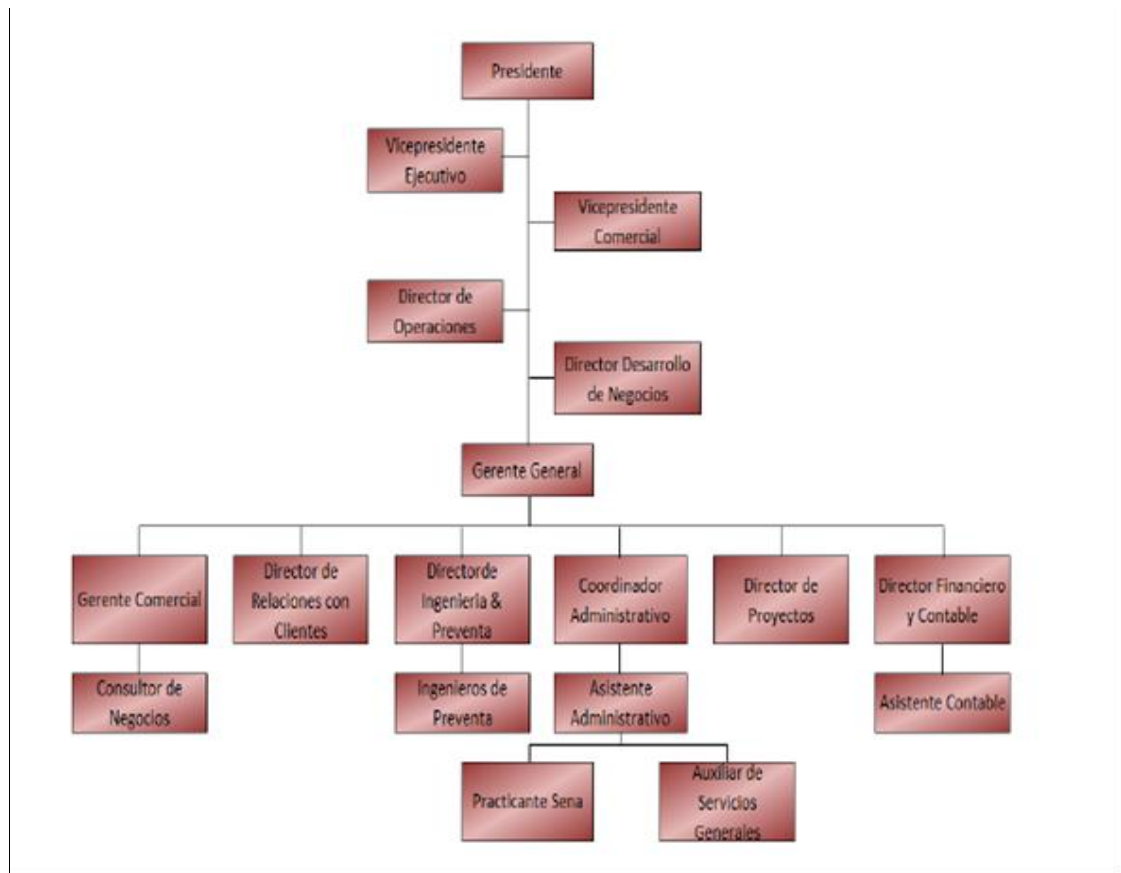 Presidente
Vicepresidente
Ejecutivo
Vicepresidente
Comercial
Director de
Operaciones
Director Desarrollo
de Negocios
Gerente General
Gerente Comercial
Director de
Relaciones con
Clientes
Directorde
Ingenieria &
Preventa
Coordinador
Administrativo
Director de
Proyectos
Director Financiero
y Contable
Consultor de
Negocios
Ingenieros de
Preventa
Asistente
Administrativo
Asistente Contable
Practicante Sena
Auxiliar de
Servicios
Generales